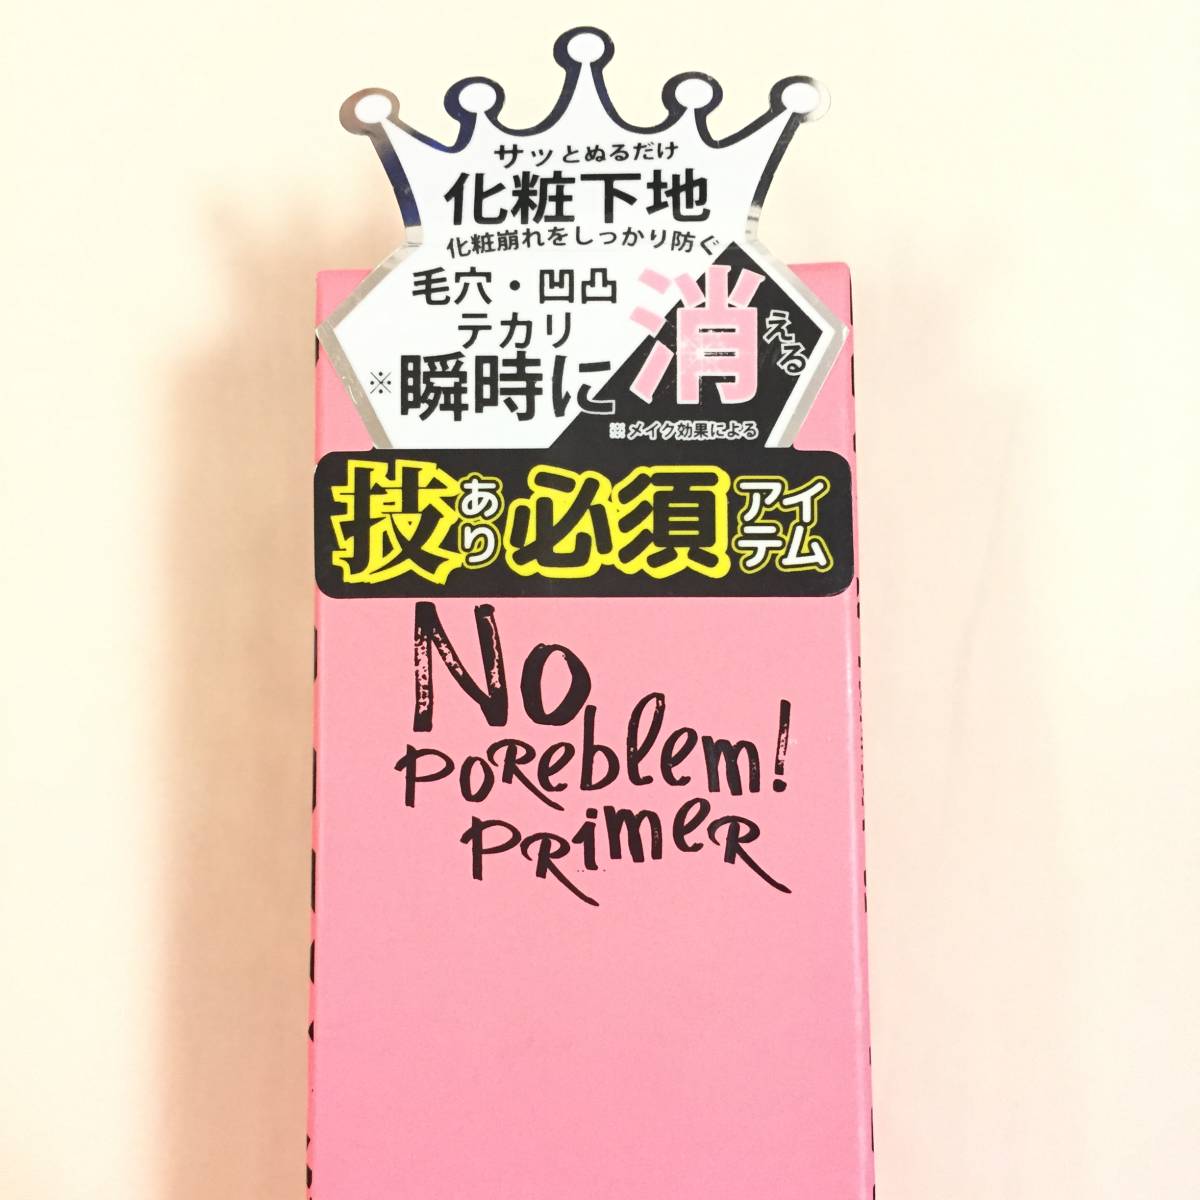 サッとぬるだけ
化粧下地
化粧崩れをしっかり防ぐ
毛穴・凹凸
テカリ
※瞬時に消える
※メイク効果による
技あり必須アイテム
No
POReblem!
PRimeR